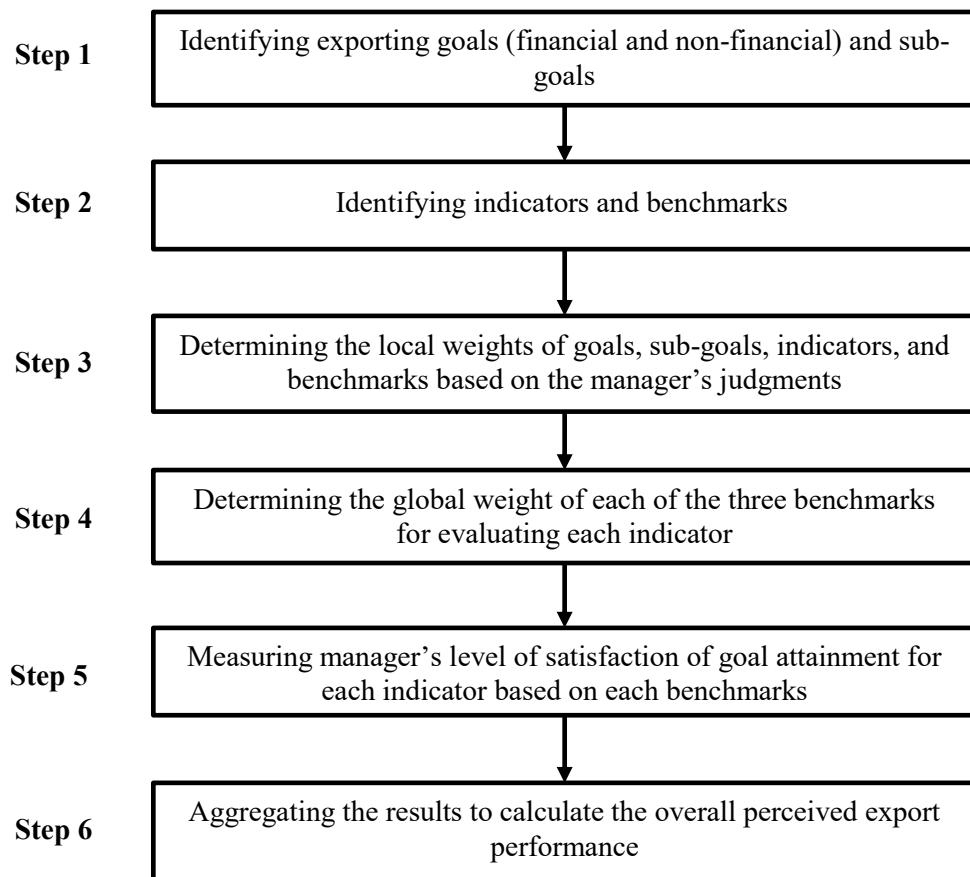 Step 1
Identifying exporting goals (financial and non-financial) and sub-
goals
Step 2
Identifying indicators and benchmarks
Step 3
Determining the local weights of goals, sub-goals, indicators, and
benchmarks based on the manager’s judgments
Step 4
Determining the global weight of each of the three benchmarks
for evaluating each indicator
Step 5
Measuring manager’s level of satisfaction of goal attainment for
each indicator based on each benchmarks
Step 6
Aggregating the results to calculate the overall perceived export
performance